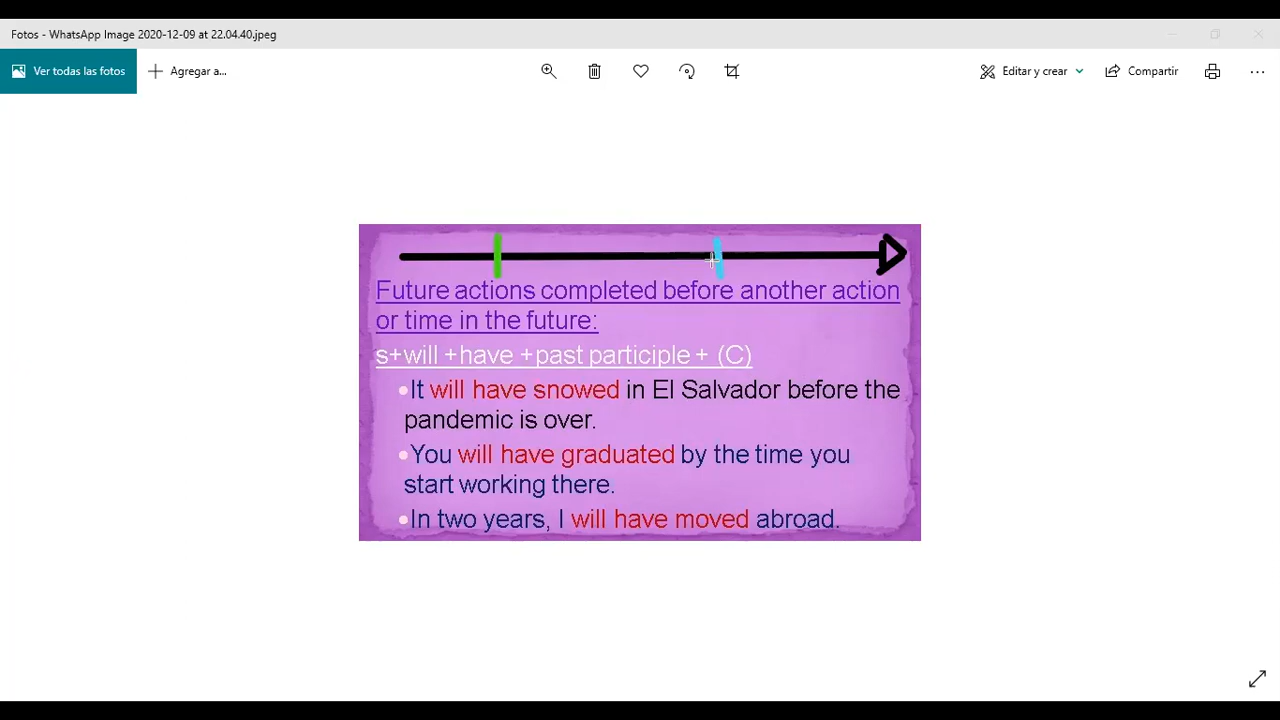 Fotos - WhatsApp Image 2020-12-09 at 22.04.40.jpeg
Ver todas las fotos
Agregar a...
Editar y crear
Compartir
Future actions completed before another action
or time in the future:
s+will +have +past participle + (C)
It will have snowed in El Salvador before the
pandemic is over.
You will have graduated by the time you
start working there.
In two years, I will have moved abroad.